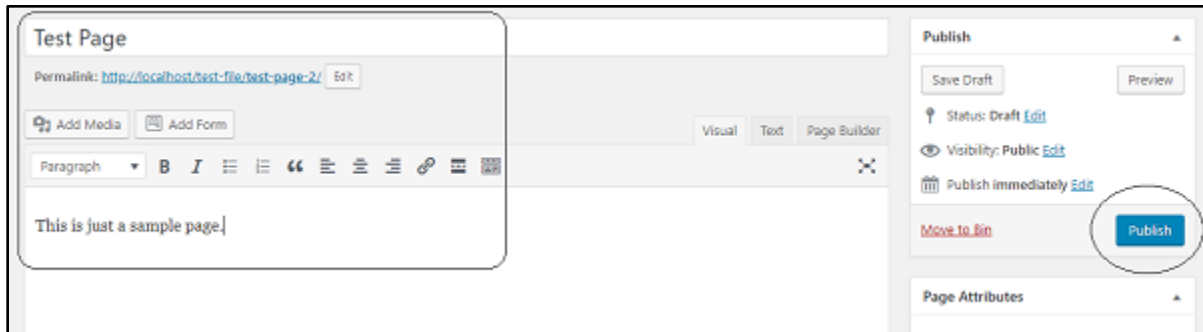 Test Page
Permalink: http://localhost/test-file/test-page-2/ Edit
Add Media Add Form
Visual Text Page Builder
Paragraph B I
This is just a sample page.
Publish
Save Draft Preview
Status: Draft Edit
Visibility: Public Edit
Publish immediately Edit
Move to Bin Publish
Page Attributes